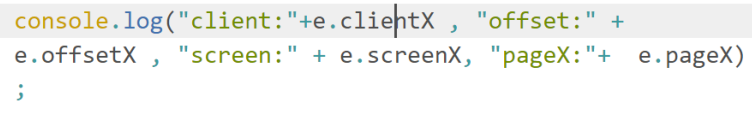 console.log("client:"+e.clientX , "offset:" +
e.offsetX , "screen:" + e.screenX, "pageX:"+  e.pageX)
;